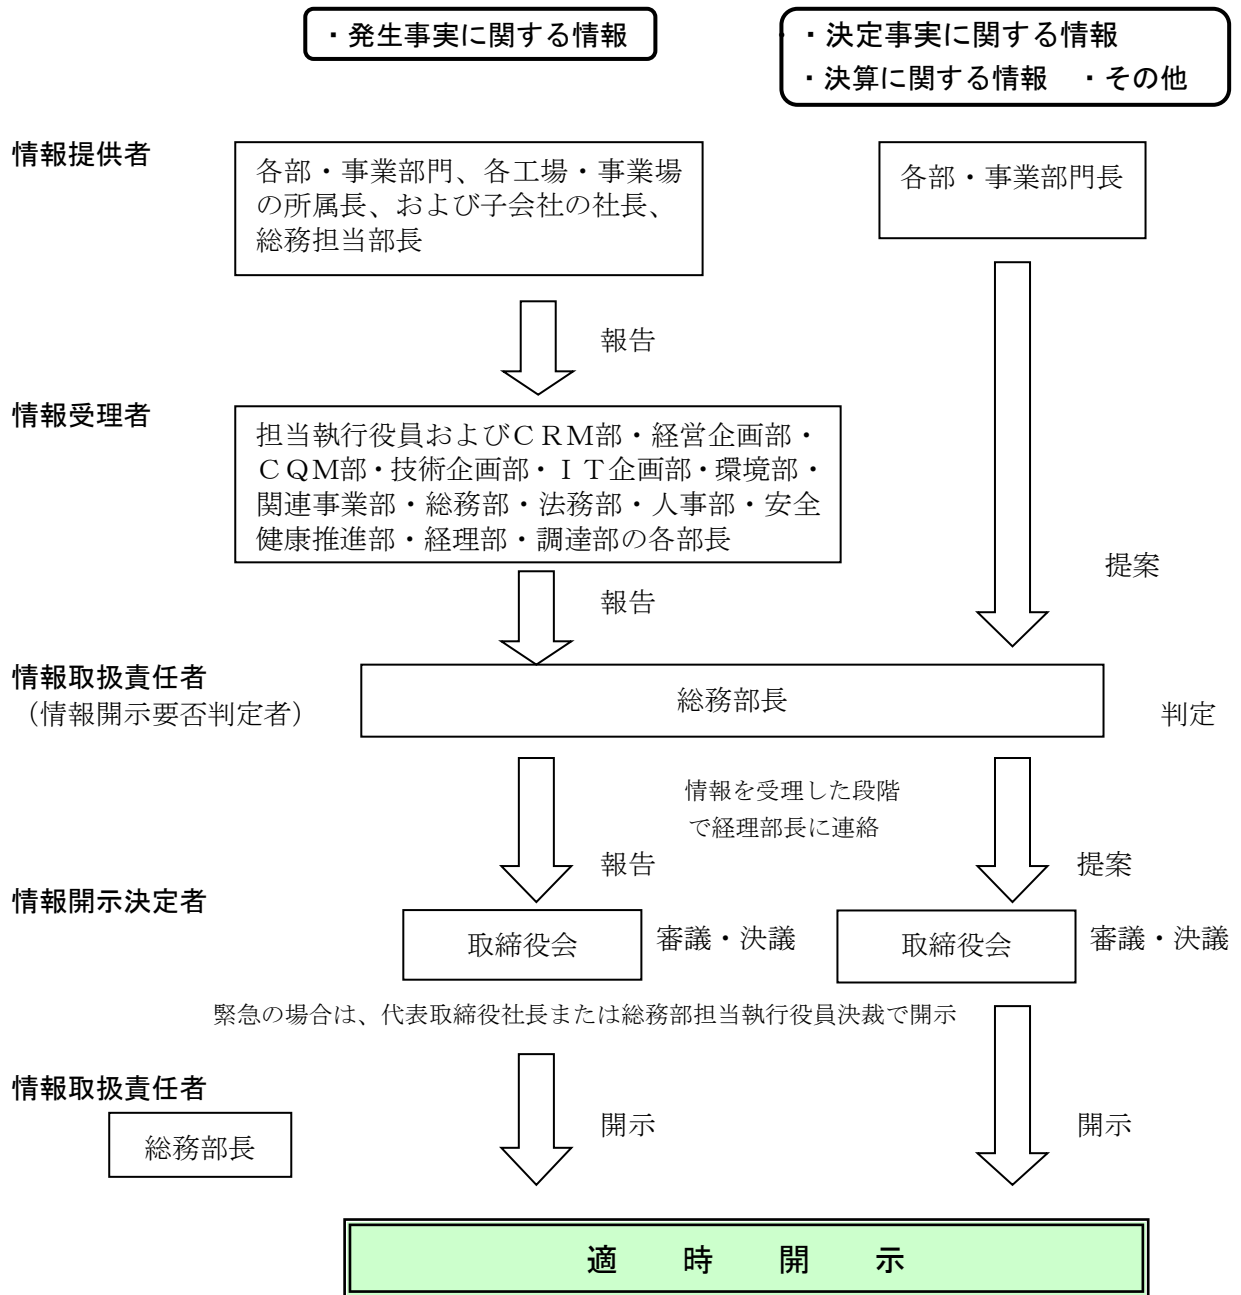 ・発生事実に関する情報
・決定事実に関する情報
・決算に関する情報　・その他
情報提供者
各部・事業部門、各工場・事業場
の所属長、および子会社の社長、
総務担当部長
各部・事業部門長
報告
情報受理者
担当執行役員およびＣＲＭ部・経営企画部・
ＣＱＭ部・技術企画部・ＩＴ企画部・環境部・
関連事業部・総務部・法務部・人事部・安全
健康推進部・経理部・調達部の各部長
提案
報告
情報取扱責任者
（情報開示要否判定者）
総務部長
判定
情報を受理した段階
で経理部長に連絡
報告
提案
情報開示決定者
取締役会
審議・決議
取締役会
審議・決議
緊急の場合は、代表取締役社長または総務部担当執行役員決裁で開示
情報取扱責任者
総務部長
開示
開示
適　時　開　示